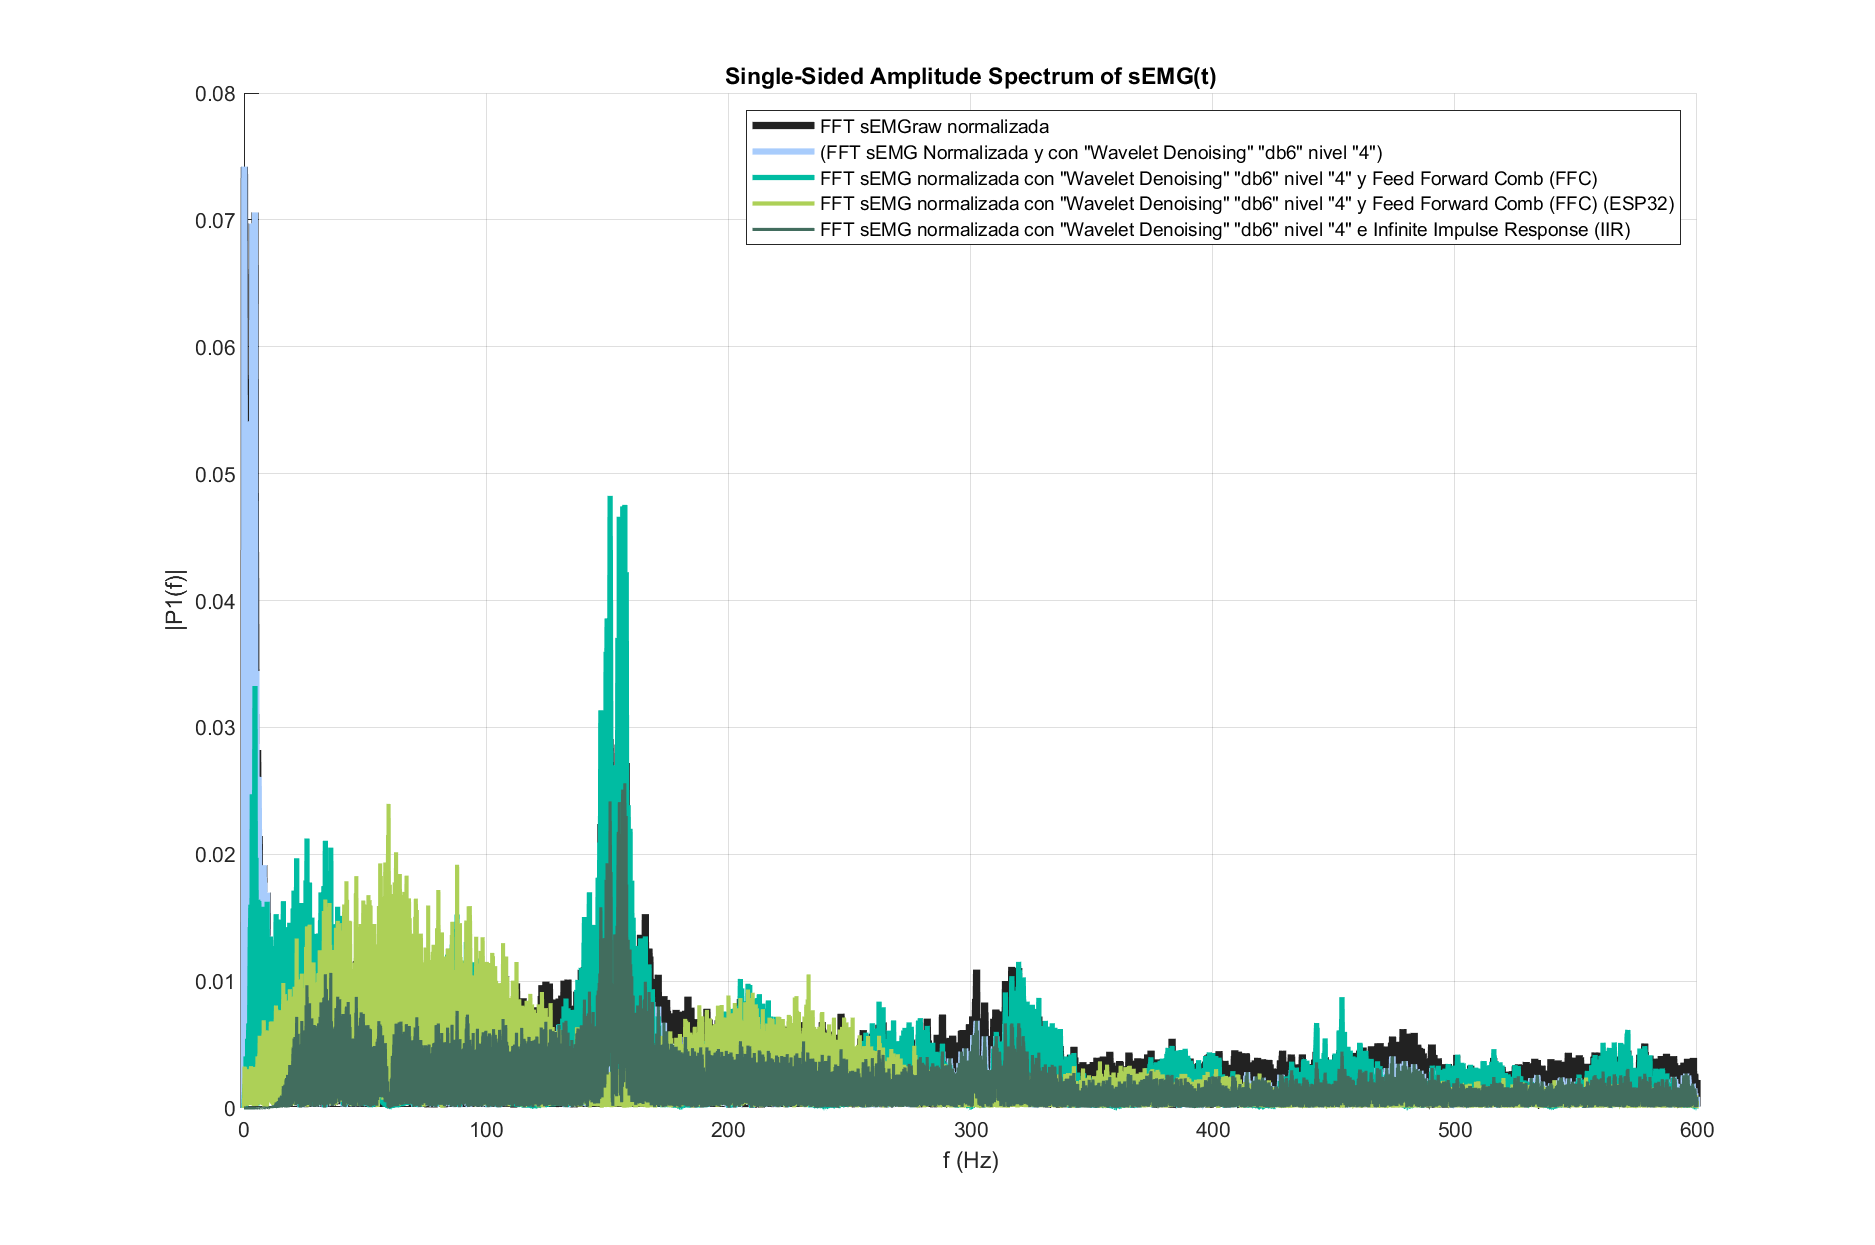 Single-Sided Amplitude Spectrum of sEMG(t)
FFT sEMGraw normalizada
(FFT sEMG Normalizada y con "Wavelet Denoising" "db6" nivel "4")
FFT sEMG normalizada con "Wavelet Denoising" "db6" nivel "4" y Feed Forward Comb (FFC)
FFT sEMG normalizada con "Wavelet Denoising" "db6" nivel "4" y Feed Forward Comb (FFC) (ESP32)
FFT sEMG normalizada con "Wavelet Denoising" "db6" nivel "4" e Infinite Impulse Response (IIR)
|P1(f)|
0.08
0.07
0.06
0.05
0.04
0.03
0.02
0.01
0
0 100 200 300 400 500 600
f (Hz)